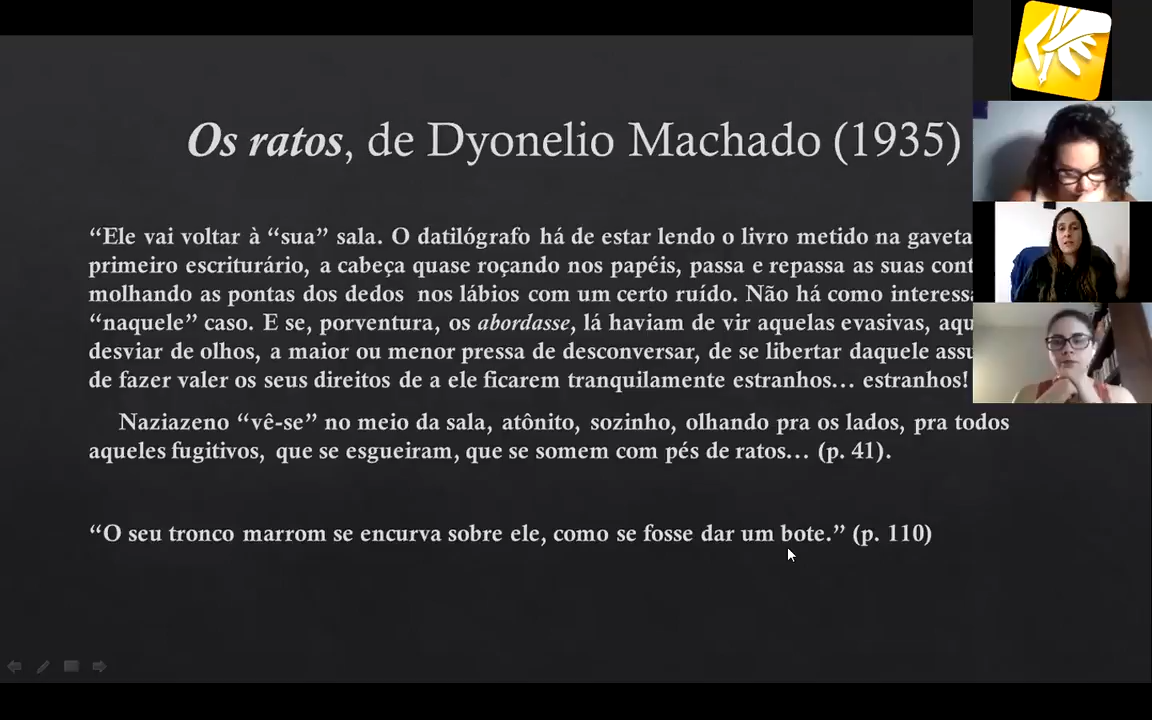 Os ratos, de Dyonelio Machado (1935)
“Ele vai voltar à “sua” sala. O datilógrafo há de estar lendo o livro metido na gaveta
primeiro escriturário, a cabeça quase roçando nos papéis, passa e repassa as suas cont
molhando as pontas dos dedos nos lábios com um certo ruído. Não há como interessa
“naquele” caso. E se, porventura, os abordasse, lá haviam de vir aquelas evasivas, aqu
desviar de olhos, a maior ou menor pressa de desconversar, de se libertar daquele assu
de fazer valer os seus direitos de a ele ficarem tranquilamente estranhos… estranhos!
Naziazeno “vê-se” no meio da sala, atônito, sozinho, olhando pra os lados, pra todos
aqueles fugitivos, que se esgueiram, que se somem com pés de ratos… (p. 41).
“O seu tronco marrom se encurva sobre ele, como se fosse dar um bote.” (p. 110)